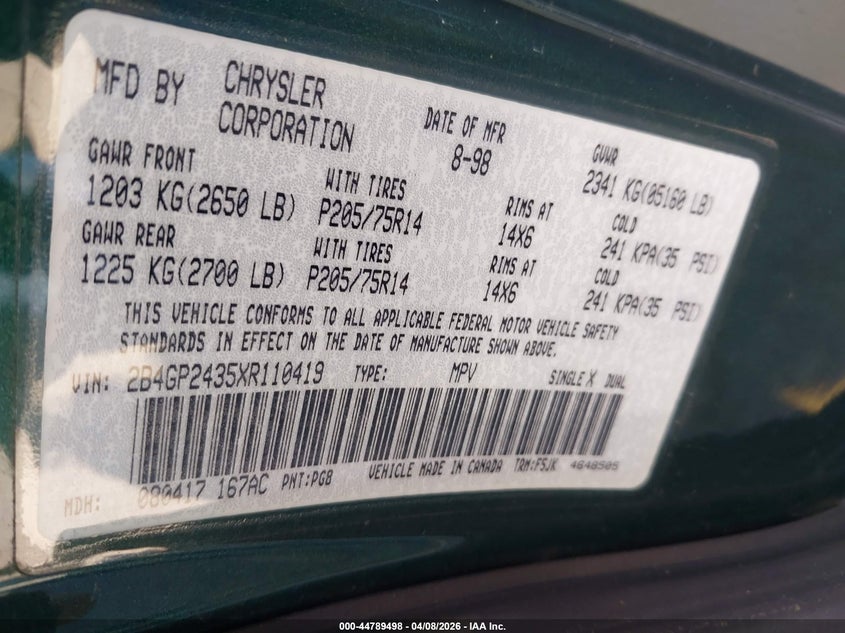 MFD BY CHRYSLER CORPORATION DATE OF MFR 8-98 GVWR 2341 KG(05160 LB)
GAWR FRONT WITH TIRES RIMS AT COLD
1203 KG(2650 LB) P205/75R14 14X6 241 KPA(35 PSI)
GAWR REAR WITH TIRES RIMS AT COLD
1225 KG(2700 LB) P205/75R14 14X6 241 KPA(35 PSI)
THIS VEHICLE CONFORMS TO ALL APPLICABLE FEDERAL MOTOR VEHICLE SAFETY
STANDARDS IN EFFECT ON THE DATE OF MANUFACTURE SHOWN ABOVE.
VIN: 2B4GP2435XR110419 TYPE: MPV SINGLE X DUAL
VEHICLE MADE IN CANADA TRM:F5JK 4648505
MDH: 080417 167AC PNT:PG8
000-44789498 - 04/08/2026 - IAA Inc.